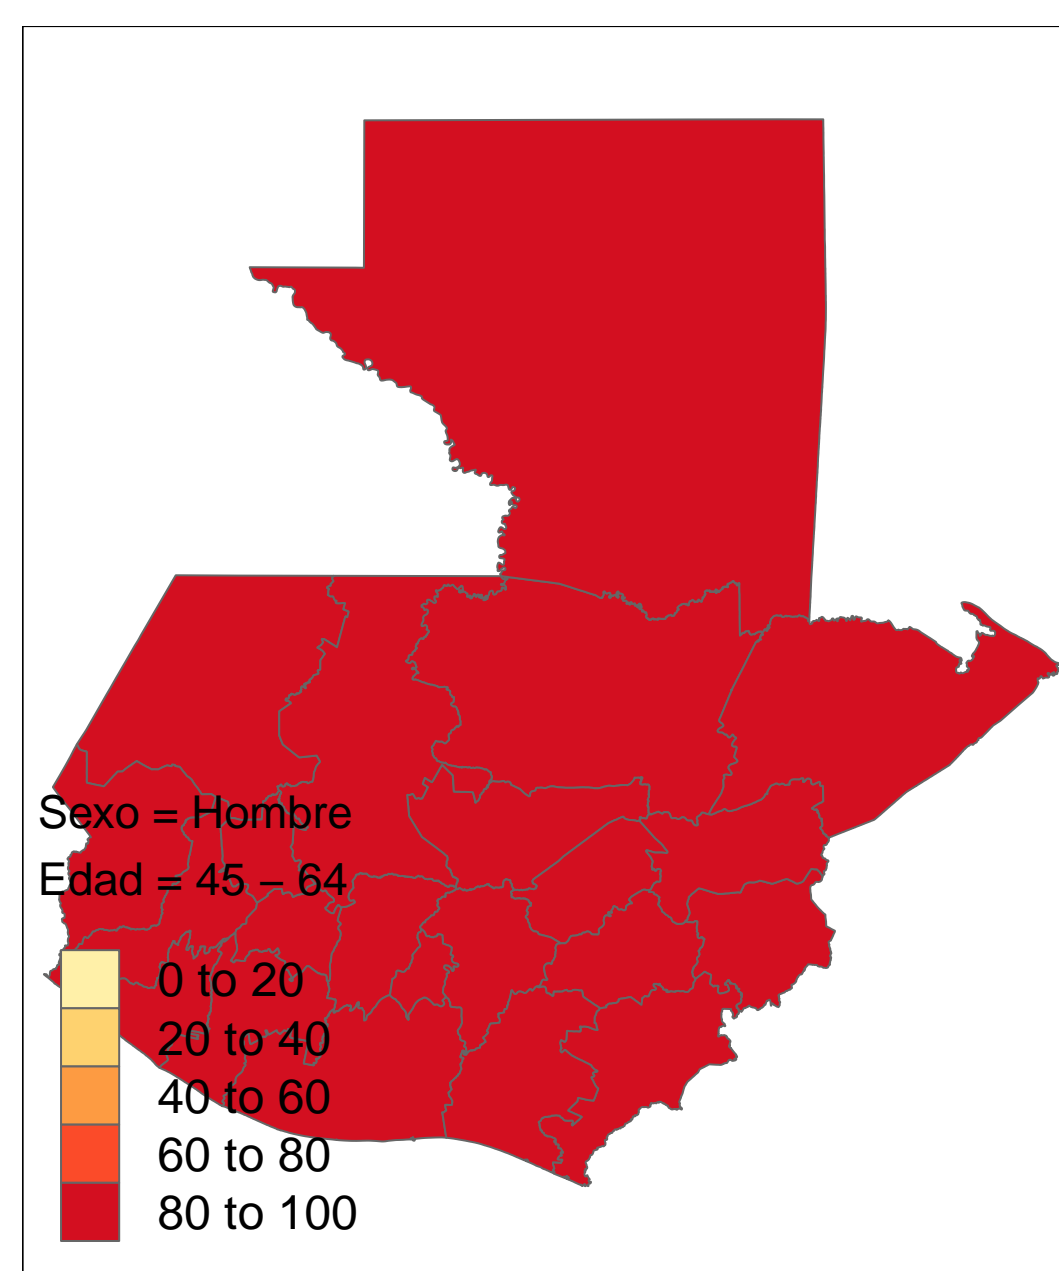 Sexo = Hombre
Edad = 45 – 64
0 to 20
20 to 40
40 to 60
60 to 80
80 to 100